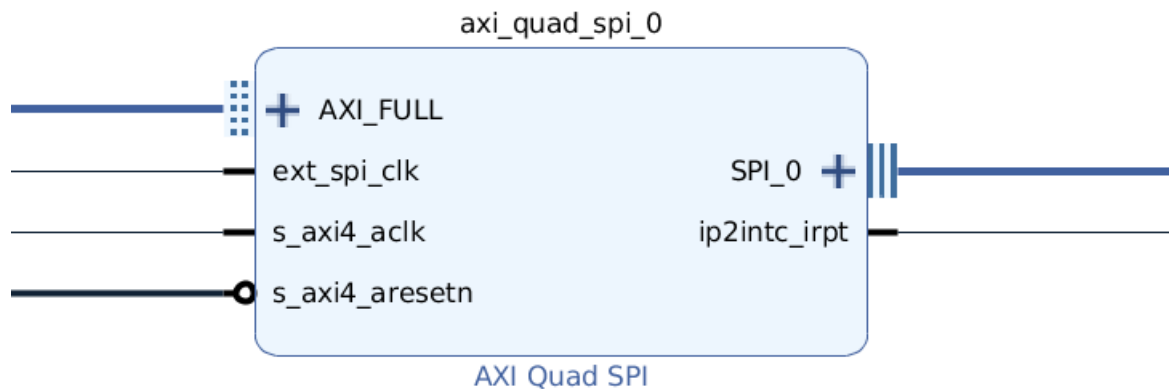 axi_quad_spi_0
AXI_FULL
ext_spi_clk
SPI_0
s_axi4_aclk
ip2intc_irpt
s_axi4_aresetn
AXI Quad SPI